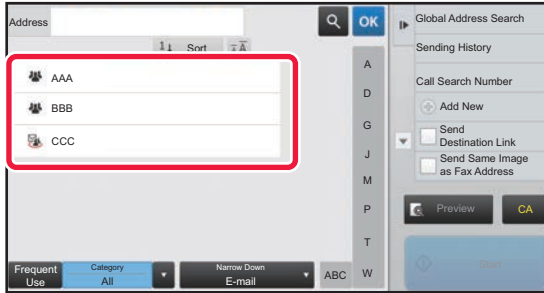 Address
OK
1↓ Sort
AAA
BBB
CCC
A
D
G
J
M
P
T
W
Frequent
Use
Category
All
Narrow Down
E-mail
ABC
Global Address Search
Sending History
Call Search Number
Add New
Send
Destination Link
Send Same Image
as Fax Address
Preview
CA
Start